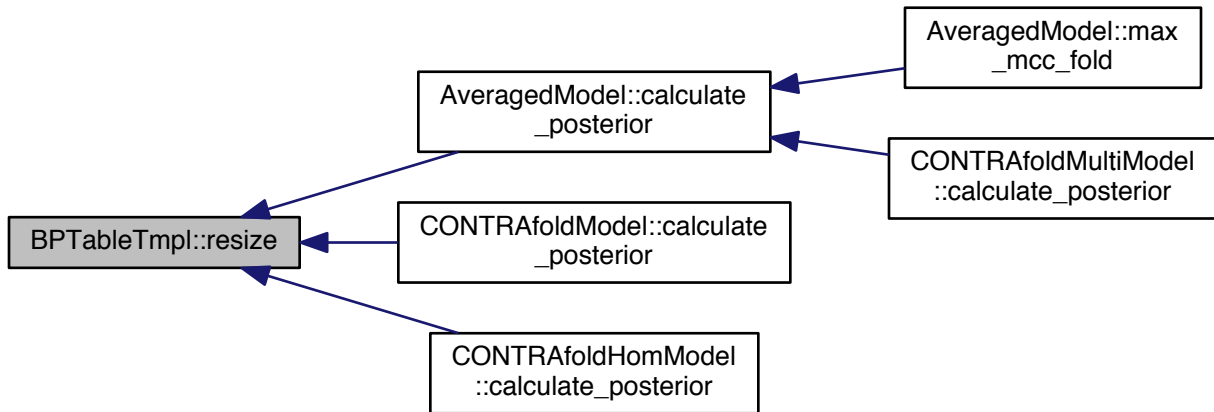 AveragedModel::max
_mcc_fold
AveragedModel::calculate
_posterior
CONTRAfoldMultiModel
::calculate_posterior
BPTableTmpl::resize
CONTRAfoldModel::calculate
_posterior
CONTRAfoldHomModel
::calculate_posterior